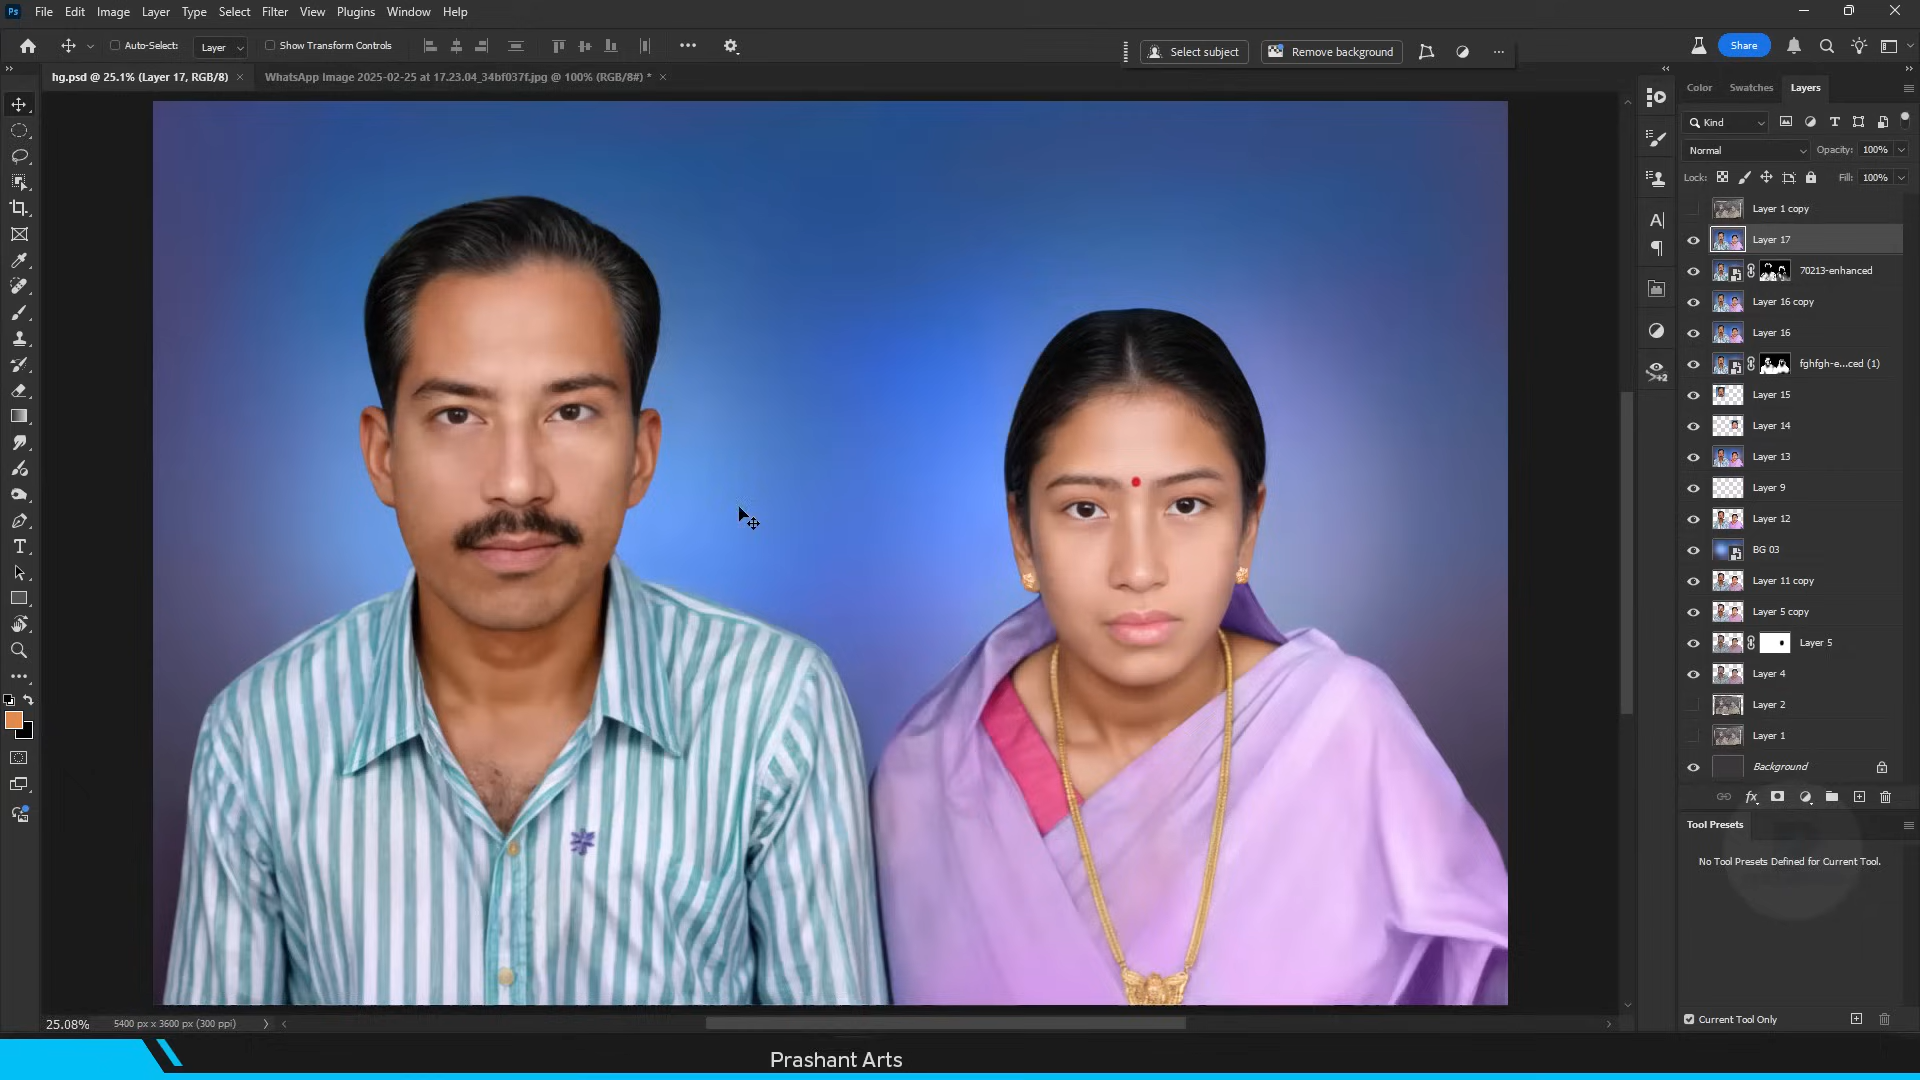 Ps File Edit Image Layer Type Select Filter View Plugins Window Help
Auto-Select: Layer Show Transform Controls Select subject Remove background Share
hg.psd @ 25.1% (Layer 17, RGB/8) WhatsApp Image 2025-02-25 at 17.23.04_34bf037f.jpg @ 100% (RGB/8#) *
Color Swatches Layers
Kind
Normal Opacity: 100%
Lock: Fill: 100%
Layer 1 copy
Layer 17
70213-enhanced
Layer 16 copy
Layer 16
fghfgh-e...ced (1)
Layer 15
Layer 14
Layer 13
Layer 9
Layer 12
BG 03
Layer 11 copy
Layer 5 copy
Layer 5
Layer 4
Layer 2
Layer 1
Background
fx
Tool Presets
No Tool Presets Defined for Current Tool.
Current Tool Only
25.08% 5400 px x 3600 px (300 ppi)
Prashant Arts